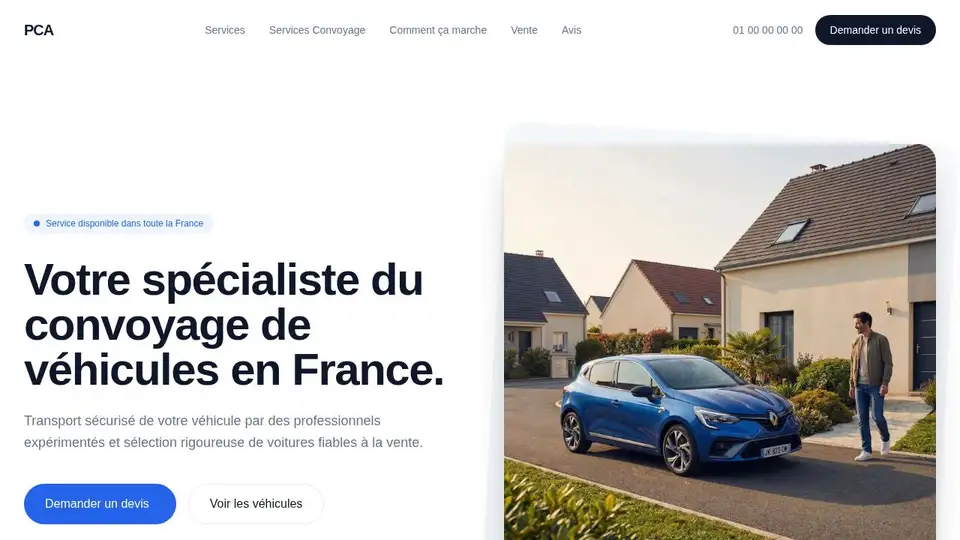 PCA
Services
Services Convoyage
Comment ça marche
Vente
Avis
01 00 00 00 00
Demander un devis
Service disponible dans toute la France
Votre spécialiste du
convoyage de
véhicules en France.
Transport sécurisé de votre véhicule par des professionnels
expérimentés et sélection rigoureuse de voitures fiables à la vente.
Demander un devis
Voir les véhicules